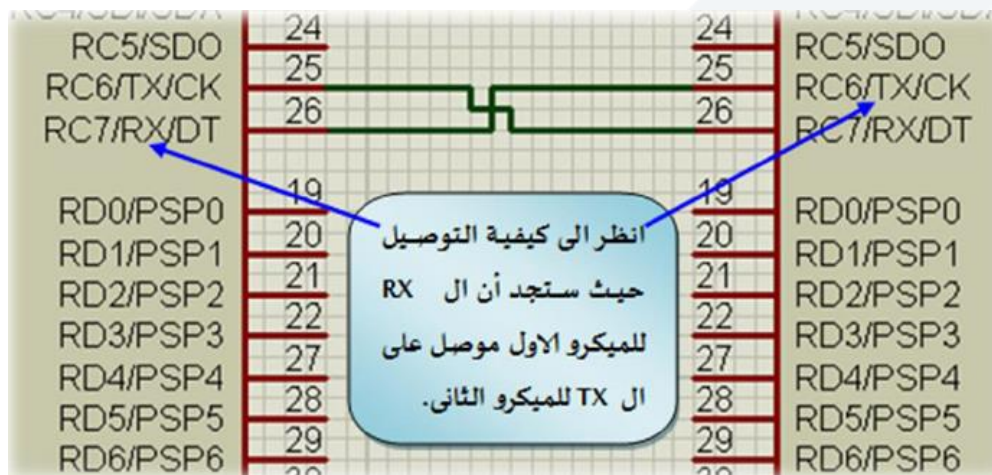 RC5/SDO 24 24 RC5/SDO
RC6/TX/CK 25 25 RC6/TX/CK
RC7/RX/DT 26 26 RC7/RX/DT
RD0/PSP0 19 19 RD0/PSP0
RD1/PSP1 20 20 RD1/PSP1
RD2/PSP2 21 21 RD2/PSP2
RD3/PSP3 22 22 RD3/PSP3
RD4/PSP4 27 27 RD4/PSP4
RD5/PSP5 28 28 RD5/PSP5
RD6/PSP6 29 29 RD6/PSP6
انظر الى كيفية التوصيل
حيث ستجد أن ال RX
للميكرو الاول موصل على
ال TX للميكرو الثانى.